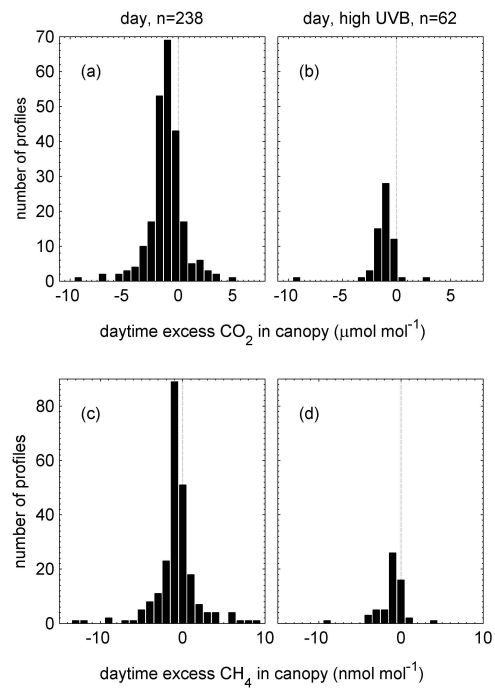 day, n=238
day, high UVB, n=62
70
60
50
40
30
20
10
0
number of profiles
(a)
(b)
-10 -5 0 5
-10 -5 0 5
daytime excess CO₂ in canopy (μmol mol⁻¹)
80
60
40
20
0
number of profiles
(c)
(d)
-10 0 10
-10 0 10
daytime excess CH₄ in canopy (nmol mol⁻¹)